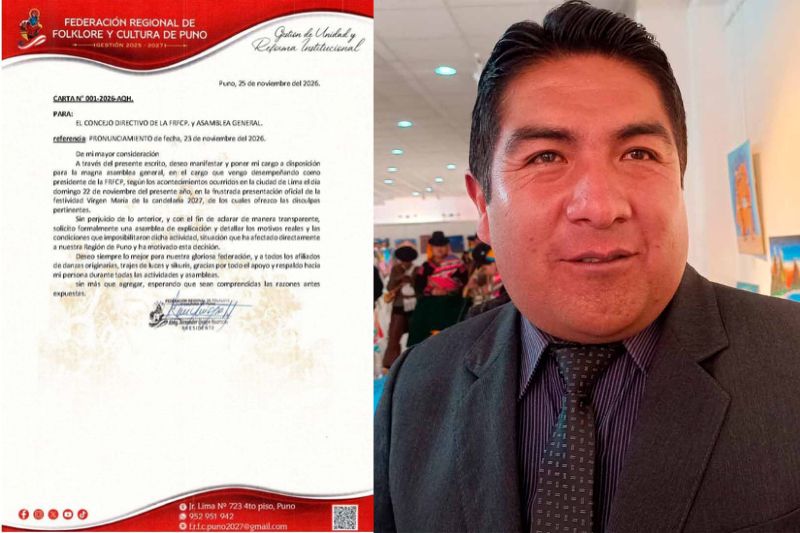 FEDERACIÓN REGIONAL DE
FOLKLORE Y CULTURA DE PUNO
(GESTIÓN 2025 - 2027)
Gestión de Unidad y
Reforma Institucional
Puno, 25 de noviembre del 2026.
CARTA N° 001-2026-AQH.
PARA:
EL CONCEJO DIRECTIVO DE LA FRFCP. y ASAMBLEA GENERAL.
referencia: PRONUNCIAMIENTO de fecha, 23 de noviembre del 2026.
De mi mayor consideración
A través del presente escrito, deseo manifestar y poner mi cargo a disposición
para la magna asamblea general, en el cargo que vengo desempeñando como
presidente de la FRFCP, según los acontecimientos ocurridos en la ciudad de Lima el día
domingo 22 de noviembre del presente año, en la frustrada presentación oficial de la
festividad Virgen María de la candelaria 2027, de los cuales ofrezco las disculpas
pertinentes.
Sin perjuicio de lo anterior, y con el fin de aclarar de manera transparente,
solicito formalmente una asamblea de explicación y detallar los motivos reales y las
condiciones que imposibilitaron dicha actividad, situación que ha afectado directamente
a nuestra Región de Puno y ha motivado esta decisión.
Deseo siempre lo mejor para nuestra gloriosa federación, y a todos los afiliados
de danzas originarias, trajes de luces y sikuris, gracias por todo el apoyo y respaldo hacia
mi persona durante todas las actividades y asambleas.
sin más que agregar, esperando que sean comprendidas las razones antes
expuestas.
FEDERACIÓN REGIONAL DE
PRESIDENTE
Jr. Lima N° 723 4to piso, Puno
952 951 942
f.r.f.c.puno2027@gmail.com